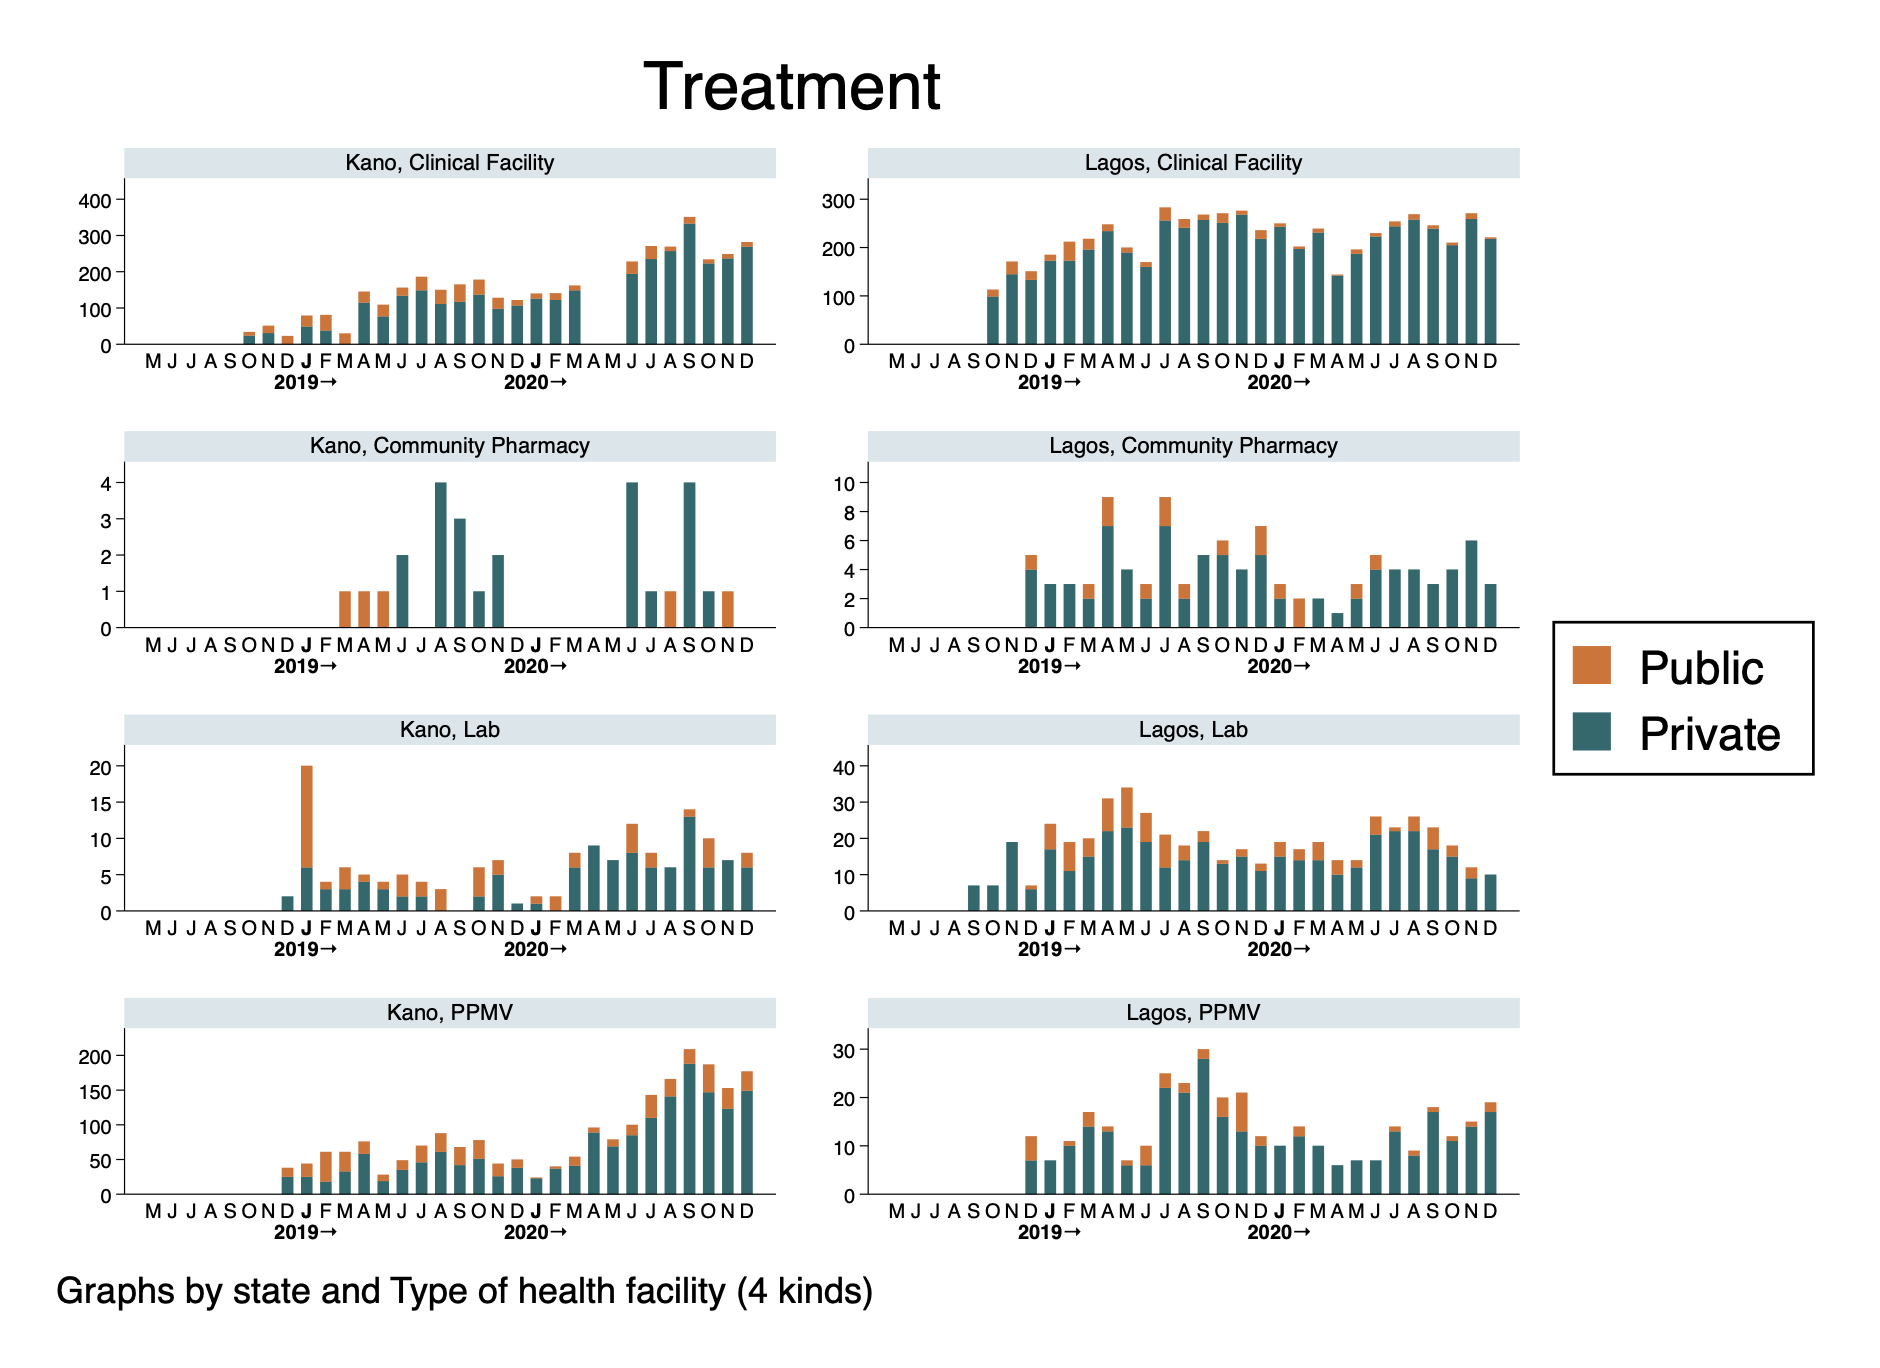 Treatment
Kano, Clinical Facility
400
300
200
100
0
M J J A S O N D J F M A M J J A S O N D J F M A M J J A S O N D
2019→ 2020→
Lagos, Clinical Facility
300
200
100
0
M J J A S O N D J F M A M J J A S O N D J F M A M J J A S O N D
2019→ 2020→
Kano, Community Pharmacy
4
3
2
1
0
M J J A S O N D J F M A M J J A S O N D J F M A M J J A S O N D
2019→ 2020→
Lagos, Community Pharmacy
10
8
6
4
2
0
M J J A S O N D J F M A M J J A S O N D J F M A M J J A S O N D
2019→ 2020→
Kano, Lab
20
15
10
5
0
M J J A S O N D J F M A M J J A S O N D J F M A M J J A S O N D
2019→ 2020→
Lagos, Lab
40
30
20
10
0
M J J A S O N D J F M A M J J A S O N D J F M A M J J A S O N D
2019→ 2020→
Kano, PPMV
200
150
100
50
0
M J J A S O N D J F M A M J J A S O N D J F M A M J J A S O N D
2019→ 2020→
Lagos, PPMV
30
20
10
0
M J J A S O N D J F M A M J J A S O N D J F M A M J J A S O N D
2019→ 2020→
Public
Private
Graphs by state and Type of health facility (4 kinds)